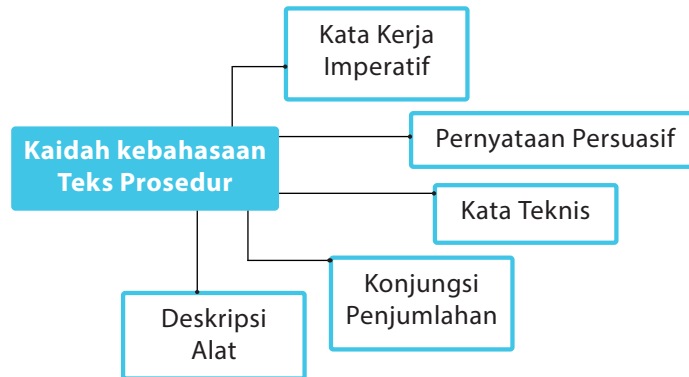 Kata Kerja
Imperatif
Kaidah kebahasaan
Teks Prosedur
Pernyataan Persuasif
Kata Teknis
Konjungsi
Penjumlahan
Deskripsi
Alat